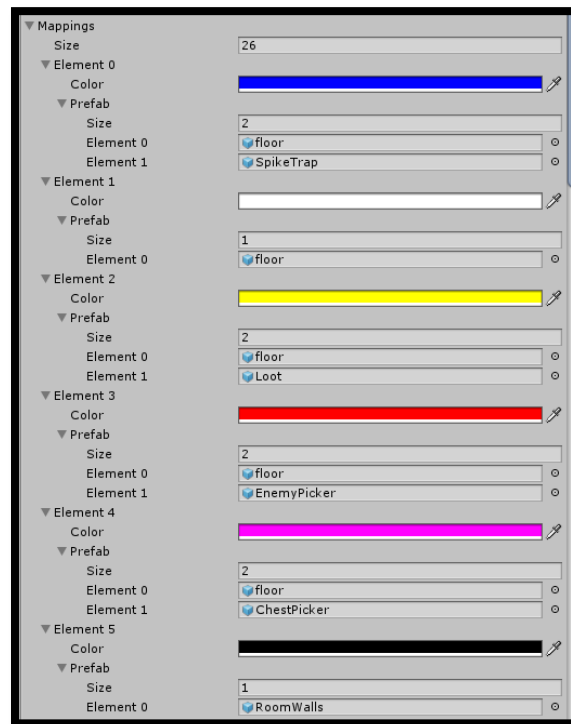 Mappings
Size 26
Element 0
Color
Prefab
Size 2
Element 0 floor
Element 1 SpikeTrap
Element 1
Color
Prefab
Size 1
Element 0 floor
Element 2
Color
Prefab
Size 2
Element 0 floor
Element 1 Loot
Element 3
Color
Prefab
Size 2
Element 0 floor
Element 1 EnemyPicker
Element 4
Color
Prefab
Size 2
Element 0 floor
Element 1 ChestPicker
Element 5
Color
Prefab
Size 1
Element 0 RoomWalls